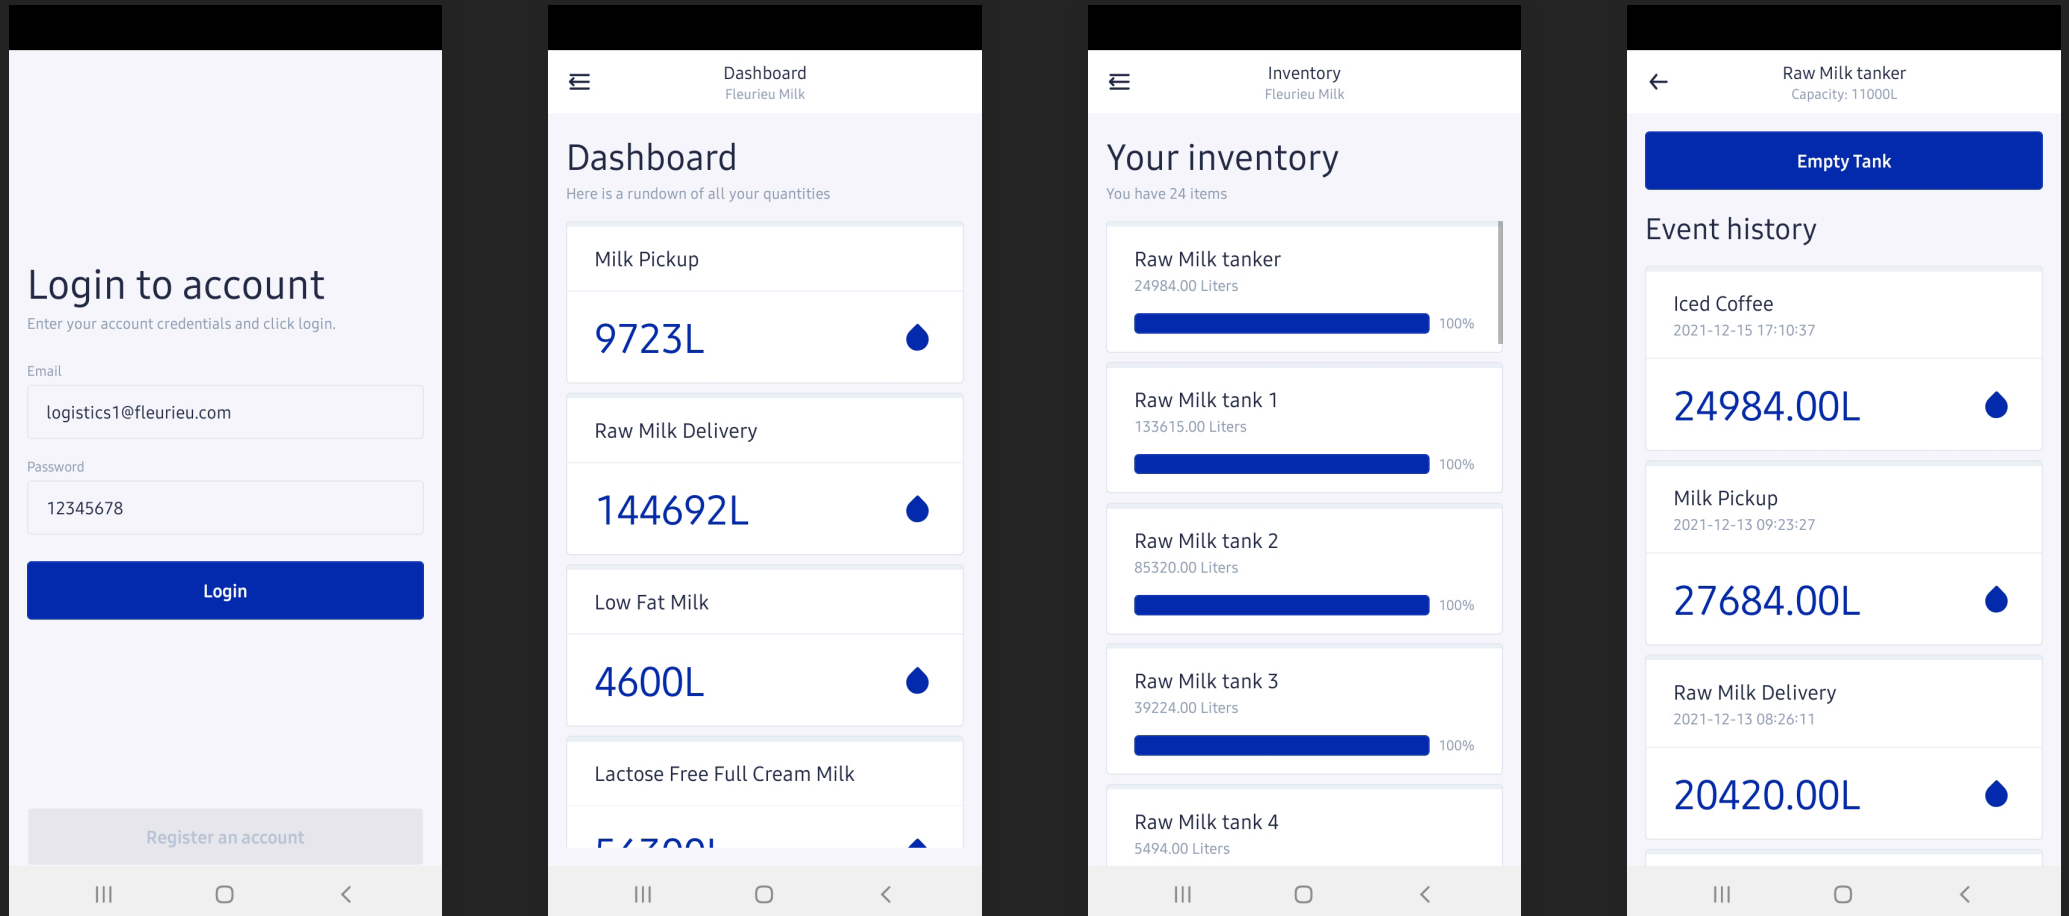 Login to account
Enter your account credentials and click login.
Email
logistics1@fleurieu.com
Password
12345678
Login
Register an account
Dashboard
Fleurieu Milk
Dashboard
Here is a rundown of all your quantities
Milk Pickup
9723L
Raw Milk Delivery
144692L
Low Fat Milk
4600L
Lactose Free Full Cream Milk
Inventory
Fleurieu Milk
Your inventory
You have 24 items
Raw Milk tanker
24984.00 Liters
100%
Raw Milk tank 1
133615.00 Liters
100%
Raw Milk tank 2
85320.00 Liters
100%
Raw Milk tank 3
39224.00 Liters
100%
Raw Milk tank 4
5494.00 Liters
Raw Milk tanker
Capacity: 11000L
Empty Tank
Event history
Iced Coffee
2021-12-15 17:10:37
24984.00L
Milk Pickup
2021-12-13 09:23:27
27684.00L
Raw Milk Delivery
2021-12-13 08:26:11
20420.00L